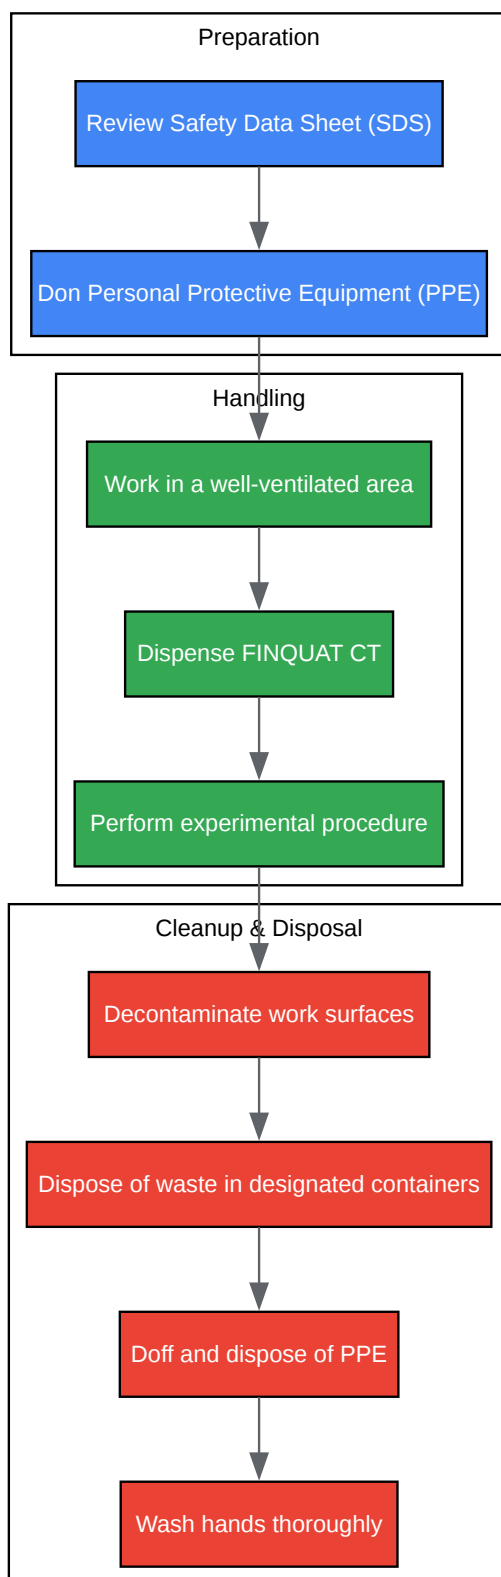 Preparation
Review Safety Data Sheet (SDS)
Don Personal Protective Equipment (PPE)
Handling
Work in a well-ventilated area
Dispense FINQUAT CT
Perform experimental procedure
Cleanup & Disposal
Decontaminate work surfaces
Dispose of waste in designated containers
Doff and dispose of PPE
Wash hands thoroughly